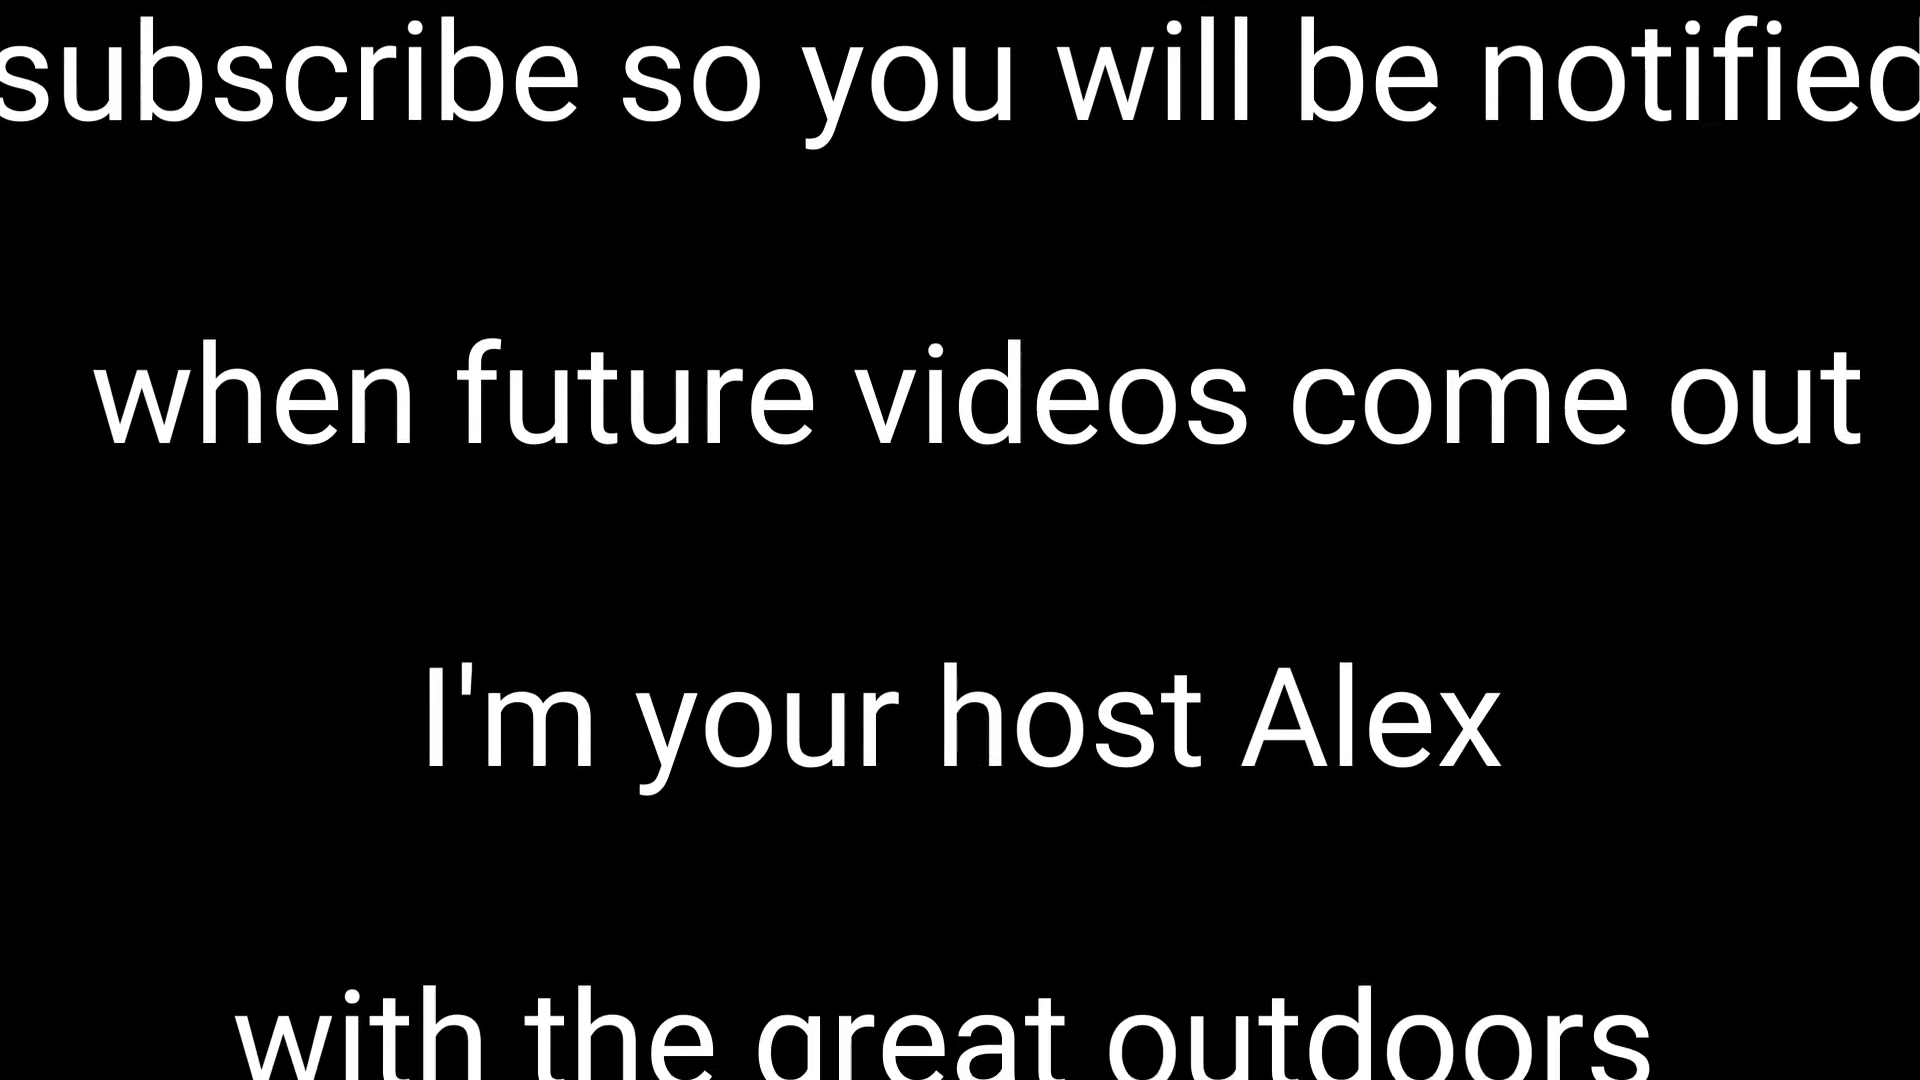 subscribe so you will be notified
when future videos come out
I'm your host Alex
with the great outdoors